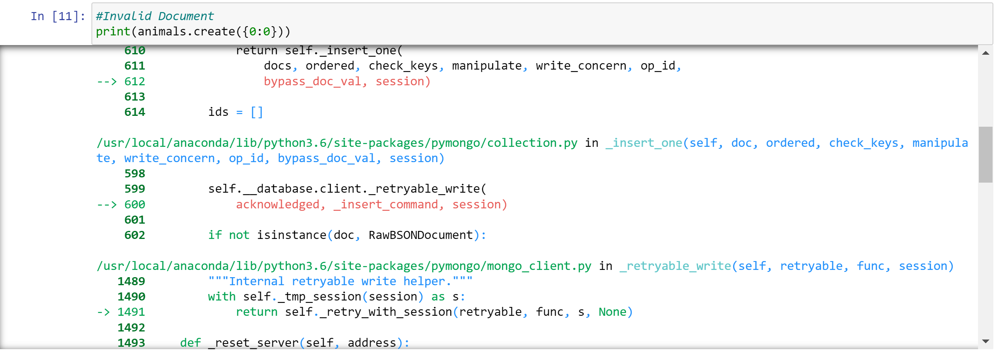 In [11]: #Invalid Document
print(animals.create({0:0}))
610             return self._insert_one(
611                 docs, ordered, check_keys, manipulate, write_concern, op_id,
--> 612                 bypass_doc_val, session)
613
614         ids = []
/usr/local/anaconda/lib/python3.6/site-packages/pymongo/collection.py in _insert_one(self, doc, ordered, check_keys, manipula
te, write_concern, op_id, bypass_doc_val, session)
598
599         self.__database.client._retryable_write(
--> 600             acknowledged, _insert_command, session)
601
602         if not isinstance(doc, RawBSONDocument):
/usr/local/anaconda/lib/python3.6/site-packages/pymongo/mongo_client.py in _retryable_write(self, retryable, func, session)
1489         """Internal retryable write helper."""
1490         with self._tmp_session(session) as s:
-> 1491             return self._retry_with_session(retryable, func, s, None)
1492
1493     def _reset_server(self, address):